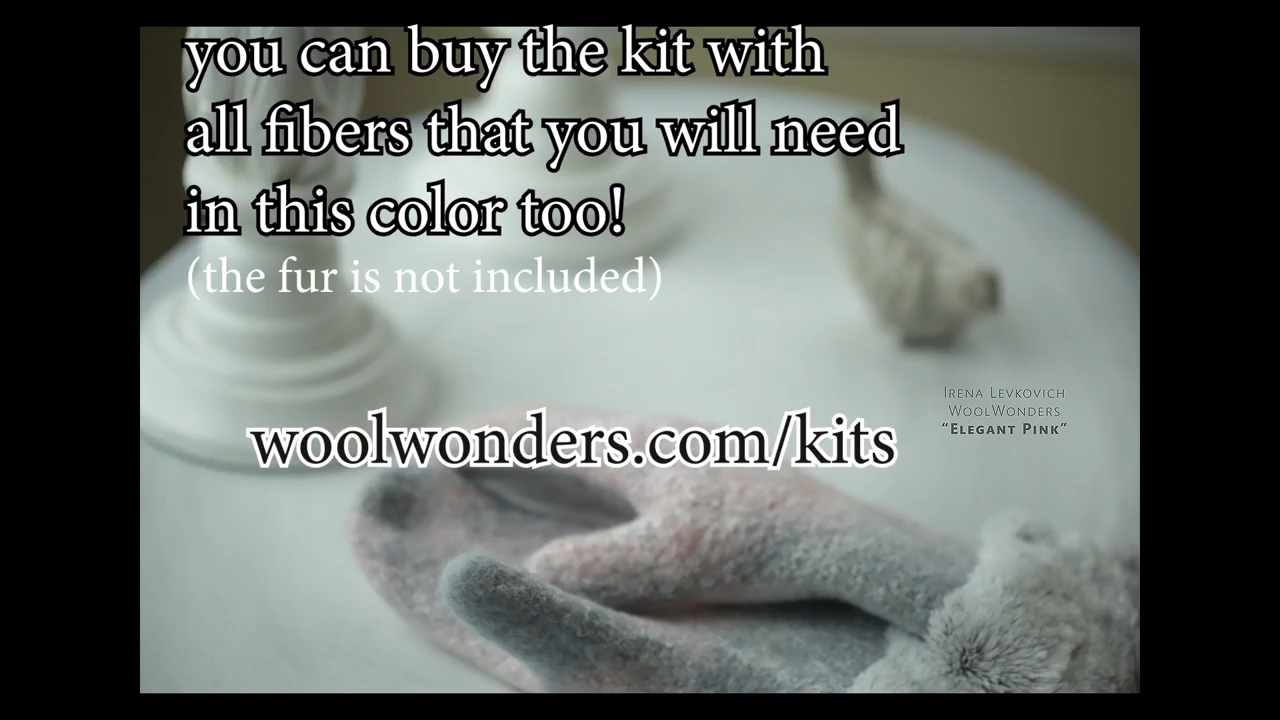 you can buy the kit with
all fibers that you will need
in this color too!
(the fur is not included)
Irena Levkovich
WoolWonders
“Elegant Pink”
woolwonders.com/kits